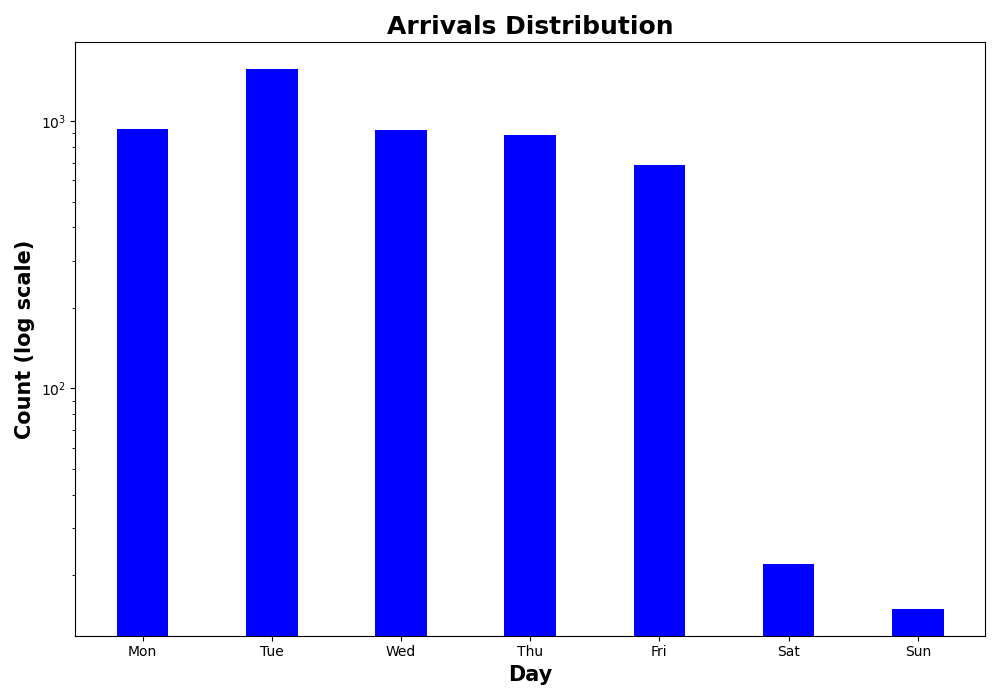 Arrivals Distribution
Count (log scale)
10³
10²
Mon Tue Wed Thu Fri Sat Sun
Day